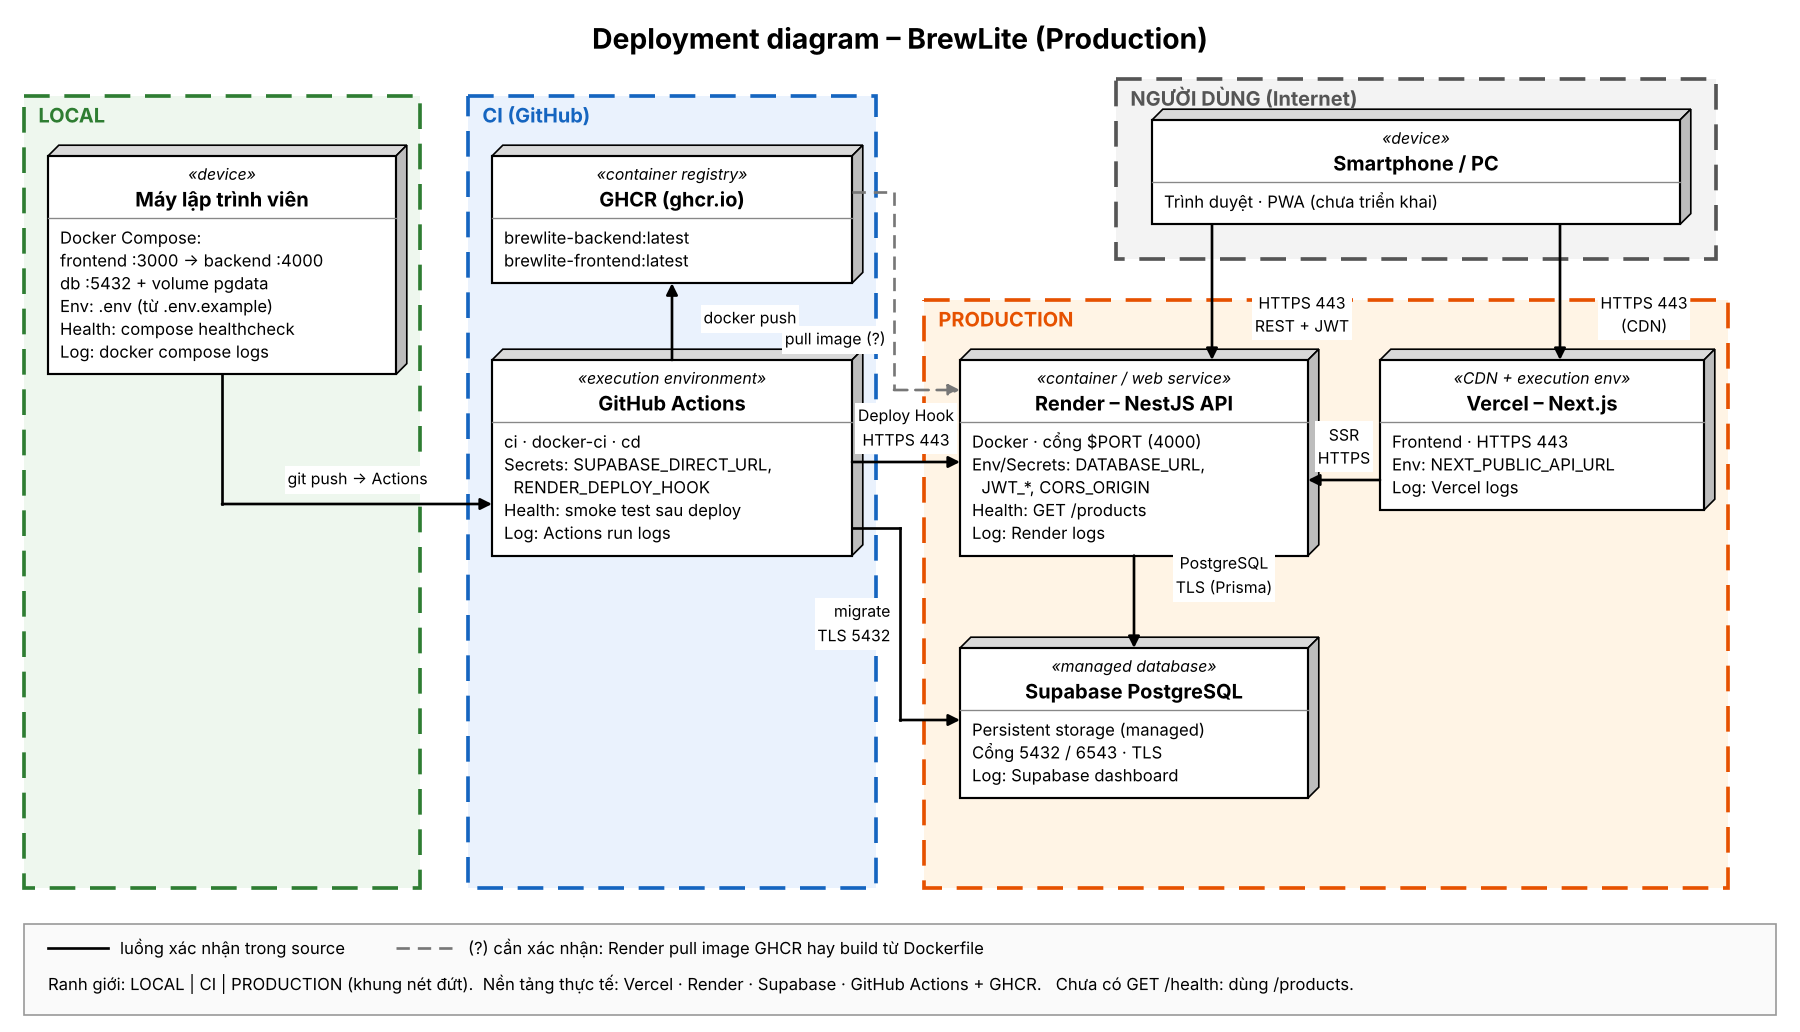 Deployment diagram – BrewLite (Production)
LOCAL
«device»
Máy lập trình viên
Docker Compose:
frontend :3000 → backend :4000
db :5432 + volume pgdata
Env: .env (từ .env.example)
Health: compose healthcheck
Log: docker compose logs
git push → Actions
CI (GitHub)
«container registry»
GHCR (ghcr.io)
brewlite-backend:latest
brewlite-frontend:latest
docker push
pull image (?)
«execution environment»
GitHub Actions
ci · docker-ci · cd
Secrets: SUPABASE_DIRECT_URL,
RENDER_DEPLOY_HOOK
Health: smoke test sau deploy
Log: Actions run logs
Deploy Hook
HTTPS 443
migrate
TLS 5432
NGƯỜI DÙNG (Internet)
«device»
Smartphone / PC
Trình duyệt · PWA (chưa triển khai)
HTTPS 443
REST + JWT
HTTPS 443
(CDN)
PRODUCTION
«container / web service»
Render – NestJS API
Docker · cổng $PORT (4000)
Env/Secrets: DATABASE_URL,
JWT_*, CORS_ORIGIN
Health: GET /products
Log: Render logs
SSR
HTTPS
«CDN + execution env»
Vercel – Next.js
Frontend · HTTPS 443
Env: NEXT_PUBLIC_API_URL
Log: Vercel logs
PostgreSQL
TLS (Prisma)
«managed database»
Supabase PostgreSQL
Persistent storage (managed)
Cổng 5432 / 6543 · TLS
Log: Supabase dashboard
luồng xác nhận trong source
(?) cần xác nhận: Render pull image GHCR hay build từ Dockerfile
Ranh giới: LOCAL | CI | PRODUCTION (khung nét đứt). Nền tảng thực tế: Vercel · Render · Supabase · GitHub Actions + GHCR. Chưa có GET /health: dùng /products.